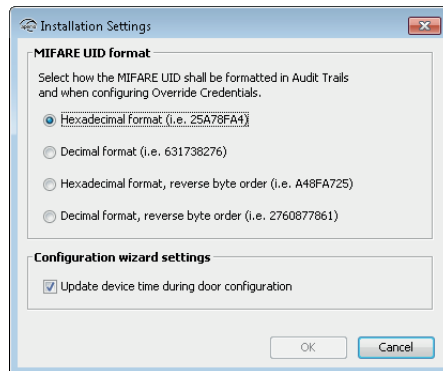 Installation Settings
MIFARE UID format
Select how the MIFARE UID shall be formatted in Audit Trails
and when configuring Override Credentials.
Hexadecimal format (i.e. 25A78FA4)
Decimal format (i.e. 631738276)
Hexadecimal format, reverse byte order (i.e. A48FA725)
Decimal format, reverse byte order (i.e. 2760877861)
Configuration wizard settings
Update device time during door configuration
OK Cancel